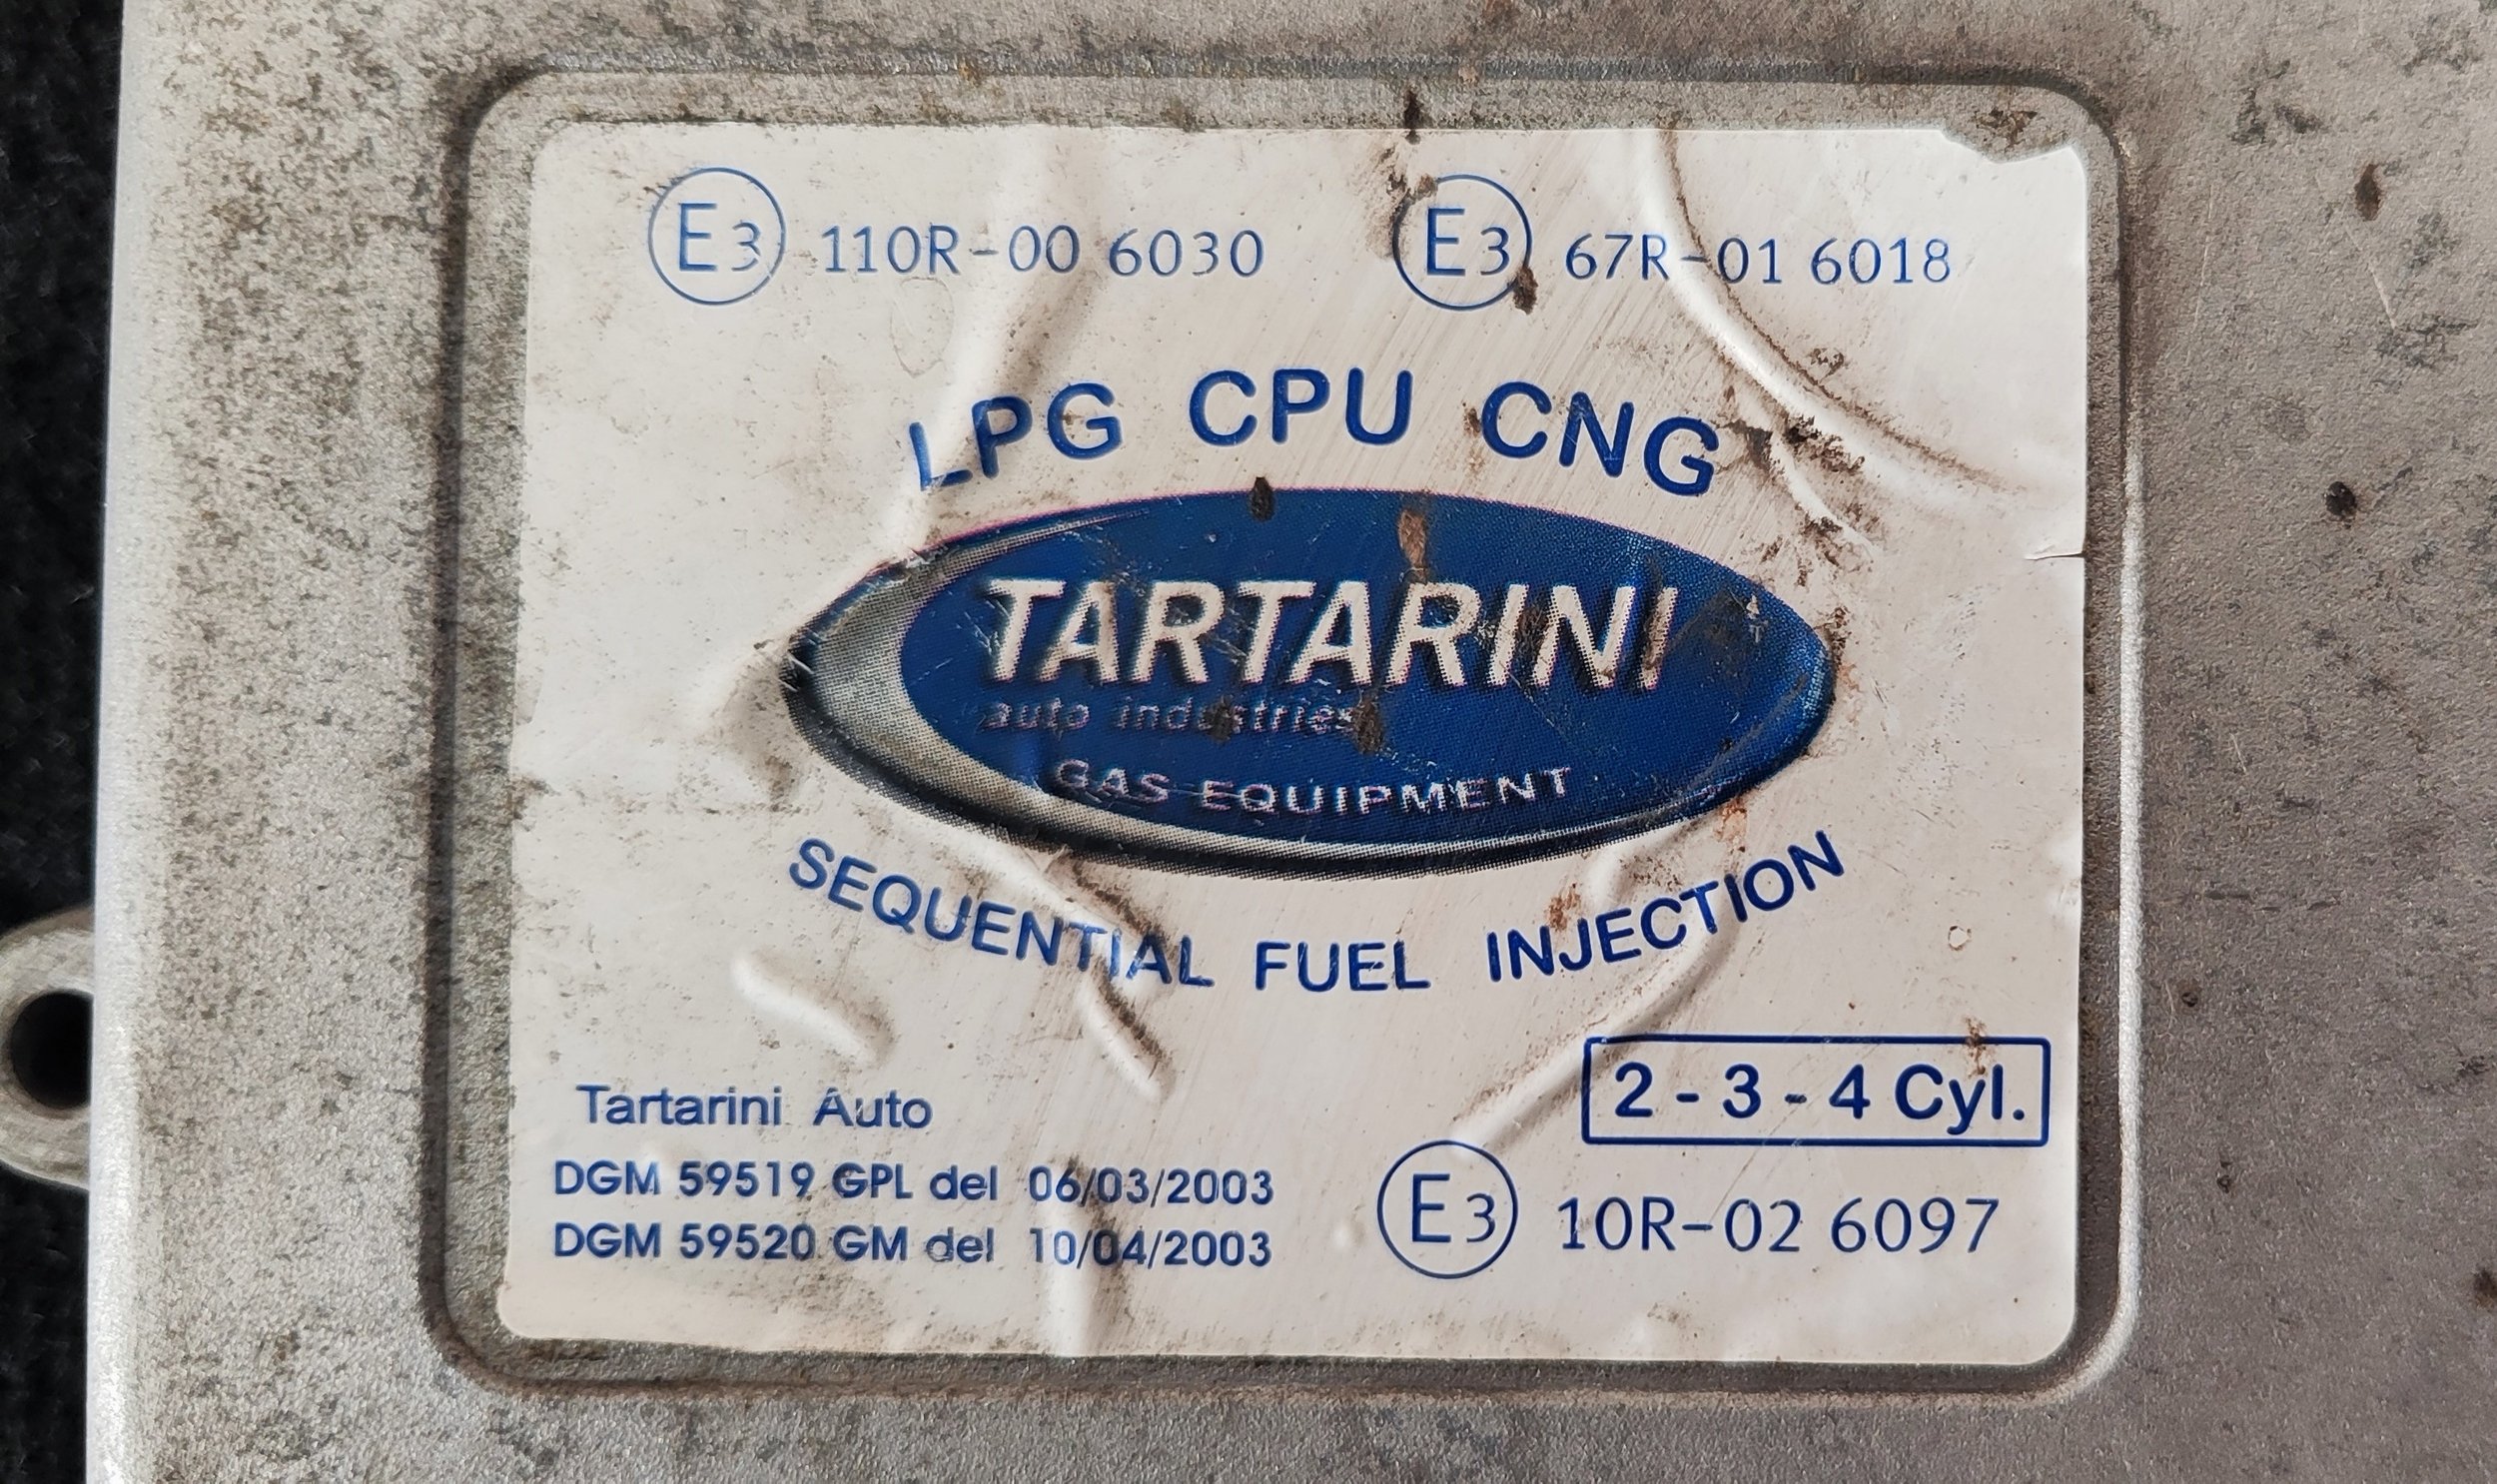 E3 110R-00 6030 E3 67R-01 6018
LPG CPU CNG
TARTARINI
auto industries
GAS EQUIPMENT
SEQUENTIAL FUEL INJECTION
2 - 3 - 4 Cyl.
Tartarini Auto
DGM 59519 GPL del 06/03/2003
DGM 59520 GM del 10/04/2003
E3 10R-02 6097